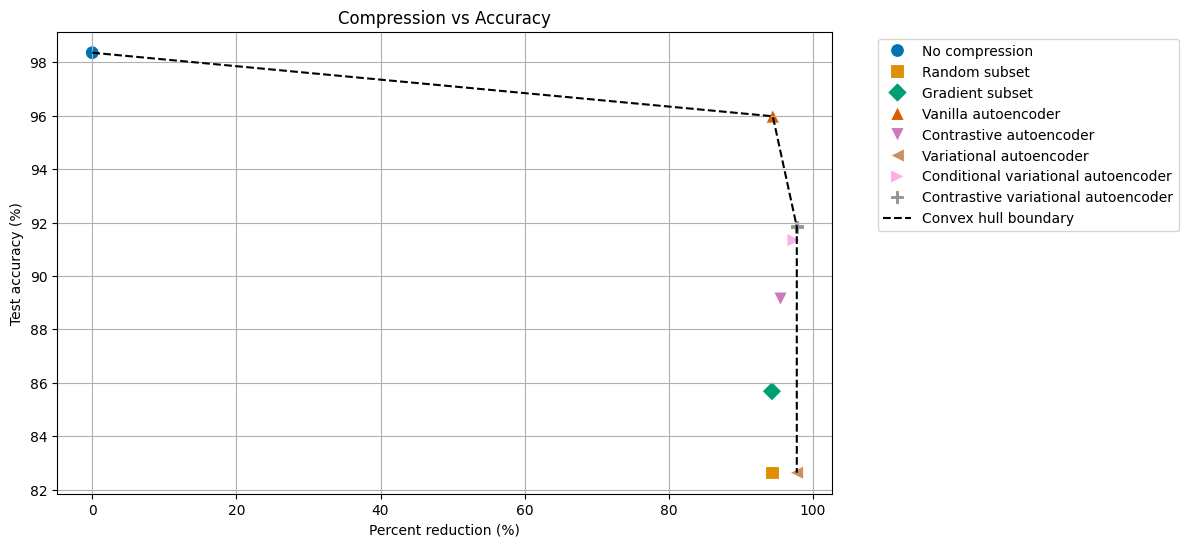 Compression vs Accuracy
Test accuracy (%)
98
96
94
92
90
88
86
84
82
0 20 40 60 80 100
Percent reduction (%)
No compression
Random subset
Gradient subset
Vanilla autoencoder
Contrastive autoencoder
Variational autoencoder
Conditional variational autoencoder
Contrastive variational autoencoder
Convex hull boundary